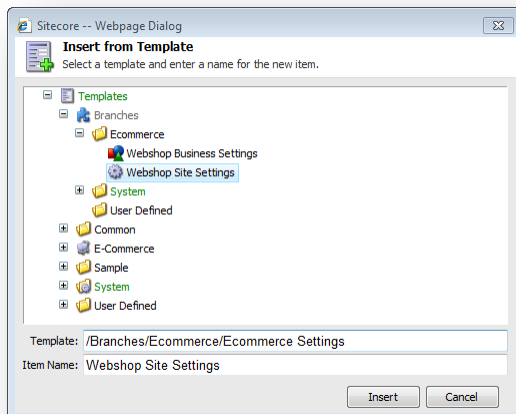 Sitecore -- Webpage Dialog
Insert from Template
Select a template and enter a name for the new item.
Templates
Branches
Ecommerce
Webshop Business Settings
Webshop Site Settings
System
User Defined
Common
E-Commerce
Sample
System
User Defined
Template: /Branches/Ecommerce/Ecommerce Settings
Item Name: Webshop Site Settings
Insert Cancel